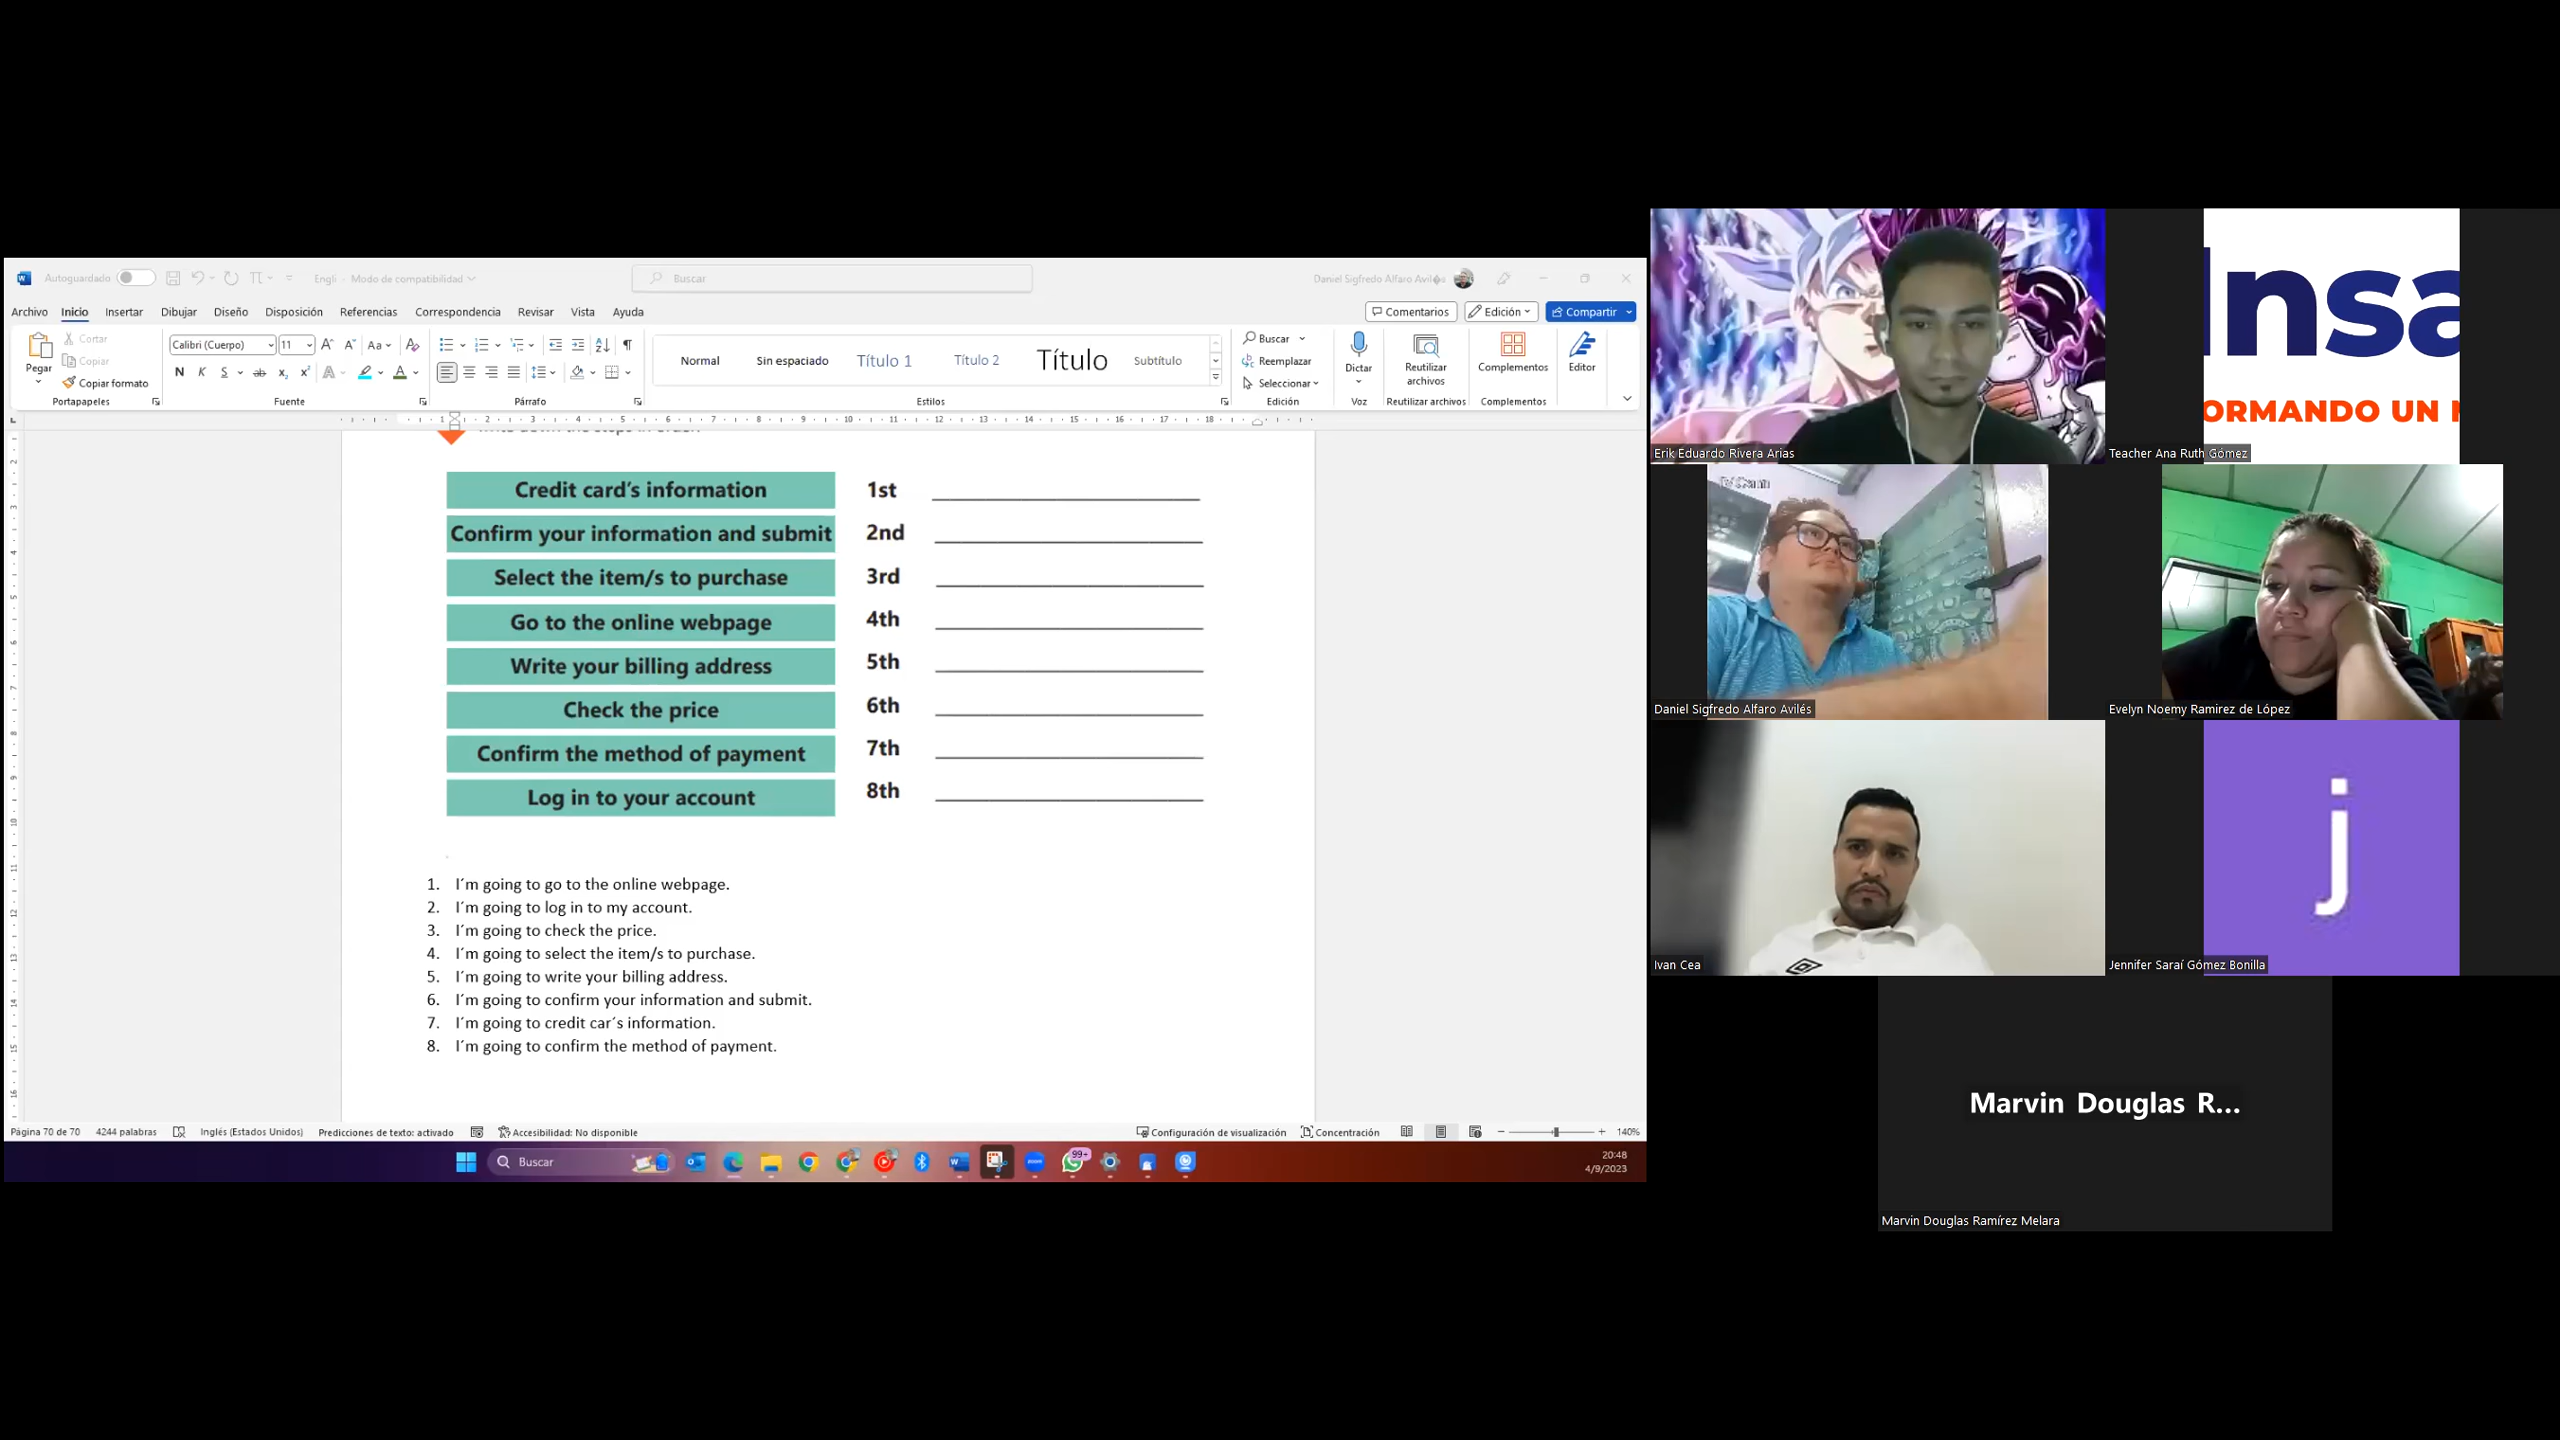 Autoguardado
Engli - Modo de compatibilidad
Buscar
Daniel Sigfredo Alfaro Avil�s
Archivo Inicio Insertar Dibujar Diseño Disposición Referencias Correspondencia Revisar Vista Ayuda
Comentarios Edición Compartir
Pegar
Cortar
Copiar
Copiar formato
Portapapeles
Calibri (Cuerpo) 11
Aa
N K S ab x₂ x²
Fuente
Párrafo
Normal Sin espaciado Título 1 Título 2 Título Subtítulo
Estilos
Buscar
Reemplazar
Seleccionar
Edición
Dictar
Voz
Reutilizar archivos
Reutilizar archivos
Complementos
Complementos
Editor
Credit card's information
Confirm your information and submit
Select the item/s to purchase
Go to the online webpage
Write your billing address
Check the price
Confirm the method of payment
Log in to your account
1st
2nd
3rd
4th
5th
6th
7th
8th
1. I´m going to go to the online webpage.
2. I´m going to log in to my account.
3. I´m going to check the price.
4. I´m going to select the item/s to purchase.
5. I´m going to write your billing address.
6. I´m going to confirm your information and submit.
7. I´m going to credit car´s information.
8. I´m going to confirm the method of payment.
Página 70 de 70 4244 palabras Inglés (Estados Unidos) Predicciones de texto: activado Accesibilidad: No disponible Configuración de visualización Concentración 140%
Buscar
99+
20:48
4/9/2023
Erik Eduardo Rivera Arias
Insa
ORMANDO UN
Teacher Ana Ruth Gómez
Daniel Sigfredo Alfaro Avilés
Evelyn Noemy Ramirez de López
Ivan Cea
j
Jennifer Saraí Gómez Bonilla
Marvin Douglas R...
Marvin Douglas Ramírez Melara